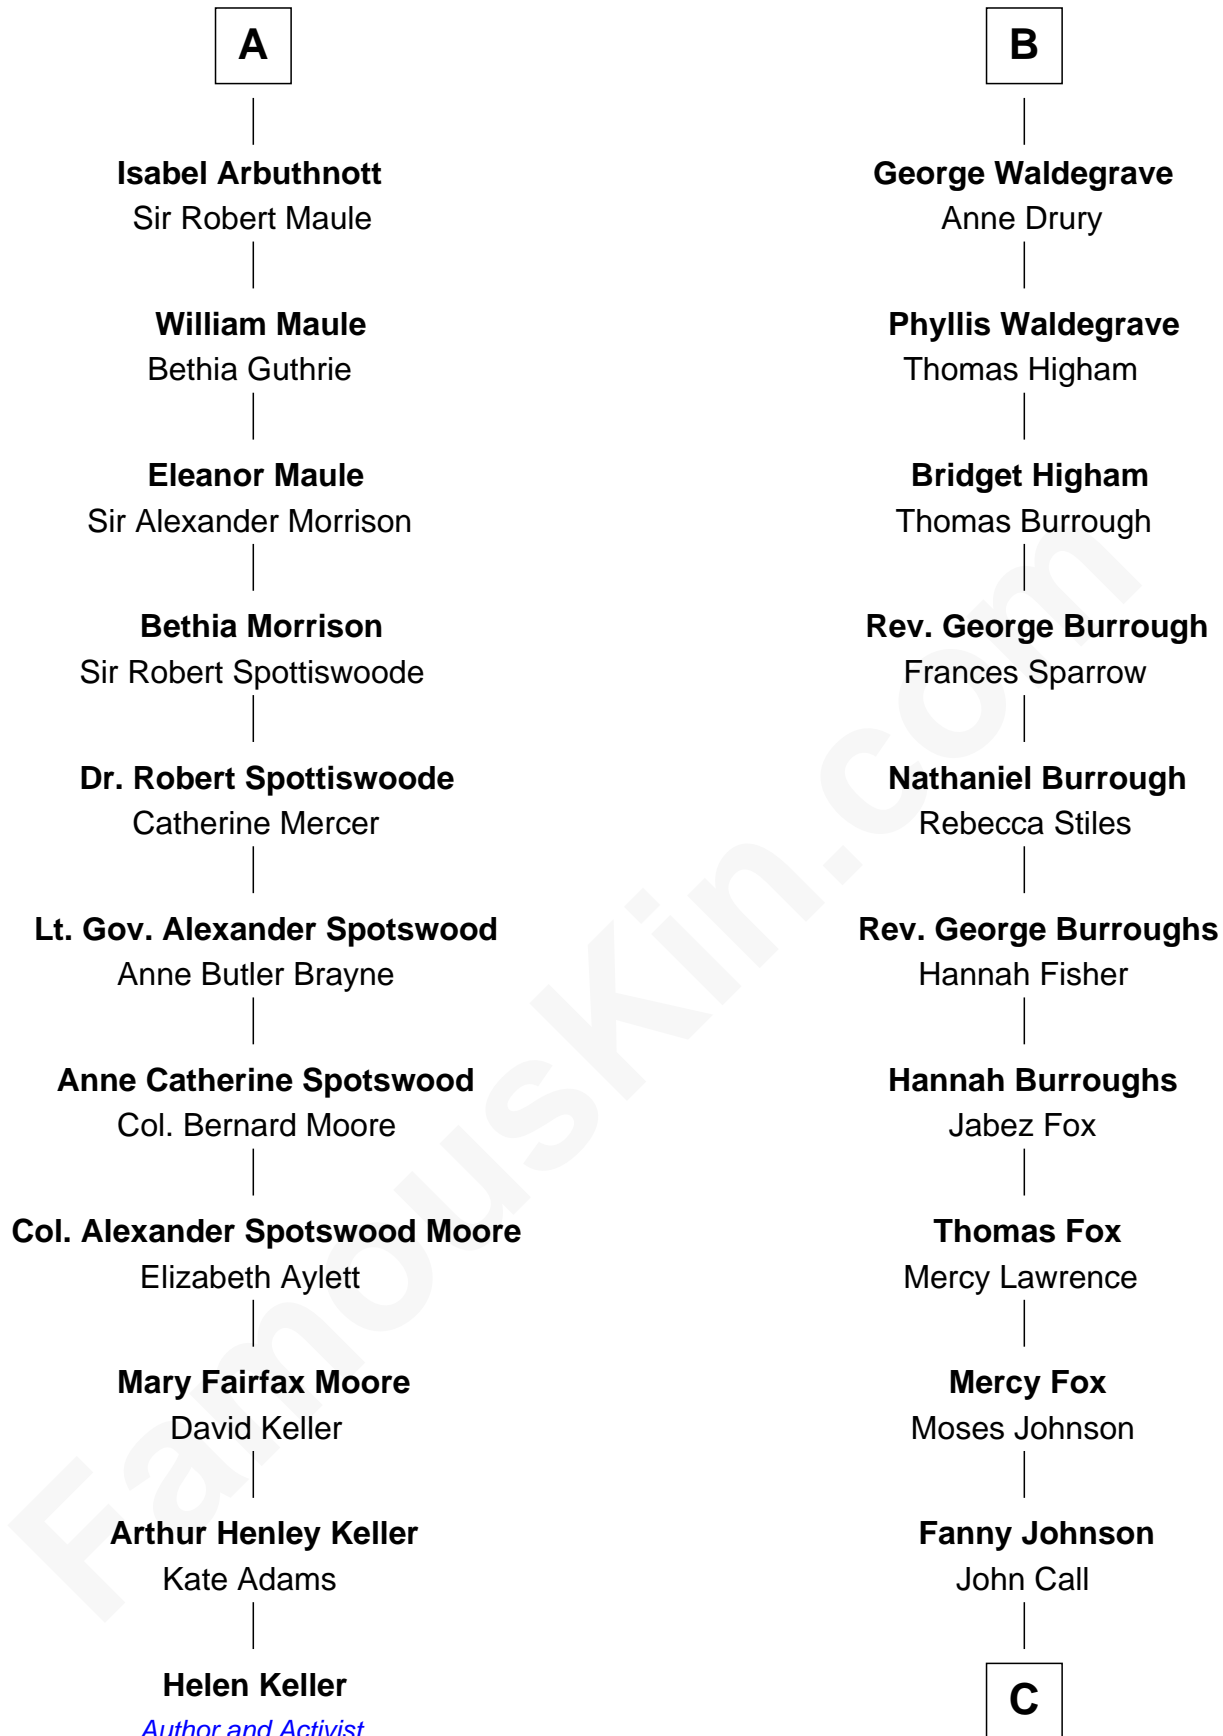 A
Isabel Arbuthnott
Sir Robert Maule
William Maule
Bethia Guthrie
Eleanor Maule
Sir Alexander Morrison
Bethia Morrison
Sir Robert Spottiswoode
Dr. Robert Spottiswoode
Catherine Mercer
Lt. Gov. Alexander Spotswood
Anne Butler Brayne
Anne Catherine Spotswood
Col. Bernard Moore
Col. Alexander Spotswood Moore
Elizabeth Aylett
Mary Fairfax Moore
David Keller
Arthur Henley Keller
Kate Adams
Helen Keller
Author and Activist
B
George Waldegrave
Anne Drury
Phyllis Waldegrave
Thomas Higham
Bridget Higham
Thomas Burrough
Rev. George Burrough
Frances Sparrow
Nathaniel Burrough
Rebecca Stiles
Rev. George Burroughs
Hannah Fisher
Hannah Burroughs
Jabez Fox
Thomas Fox
Mercy Lawrence
Mercy Fox
Moses Johnson
Fanny Johnson
John Call
C
FamousKin.com